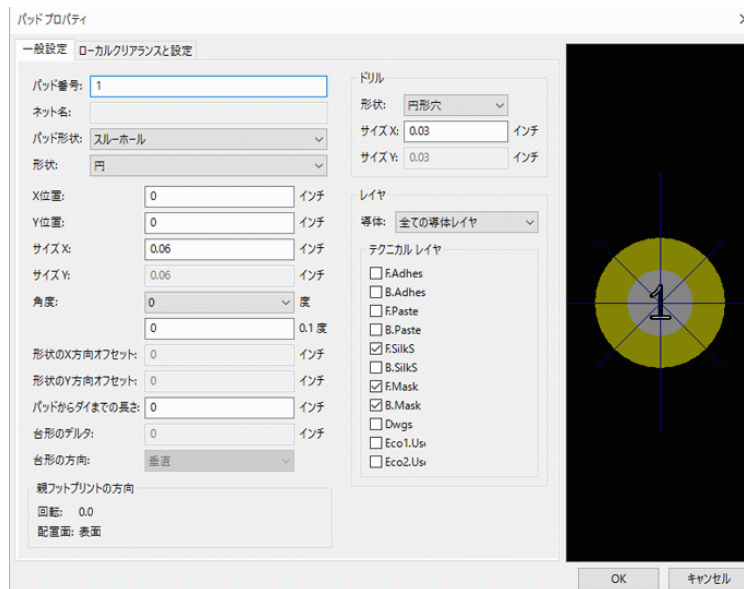 パッドプロパティ
一般設定 ローカルクリアランスと設定
パッド番号: 1
ネット名:
パッド形状: スルーホール
形状: 円
X位置: 0 インチ
Y位置: 0 インチ
サイズ X: 0.06 インチ
サイズ Y: 0.06 インチ
角度: 0 度
0 0.1 度
形状のX方向オフセット: 0 インチ
形状のY方向オフセット: 0 インチ
パッドからダイまでの長さ: 0 インチ
台形のデルタ: 0 インチ
台形の方向: 垂直
親フットプリントの方向
回転: 0.0
配置面: 表面
ドリル
形状: 円形穴
サイズ X: 0.03 インチ
サイズ Y: 0.03 インチ
レイヤ
導体: 全ての導体レイヤ
テクニカル レイヤ
F.Adhes
B.Adhes
F.Paste
B.Paste
F.SilkS
B.SilkS
F.Mask
B.Mask
Dwgs
Eco1.Use
Eco2.Use
1
OK キャンセル